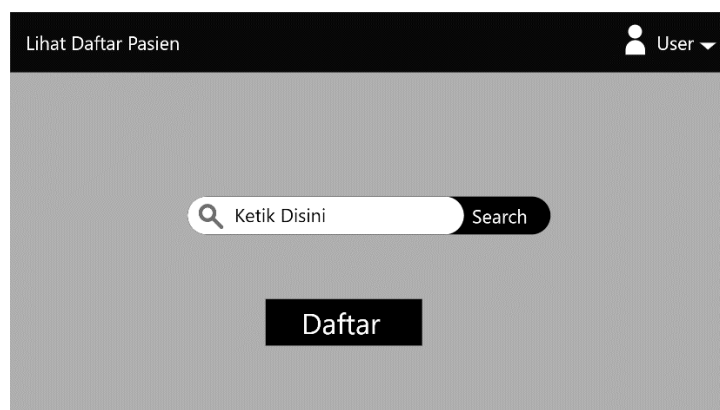 Lihat Daftar Pasien
User
Ketik Disini
Search
Daftar